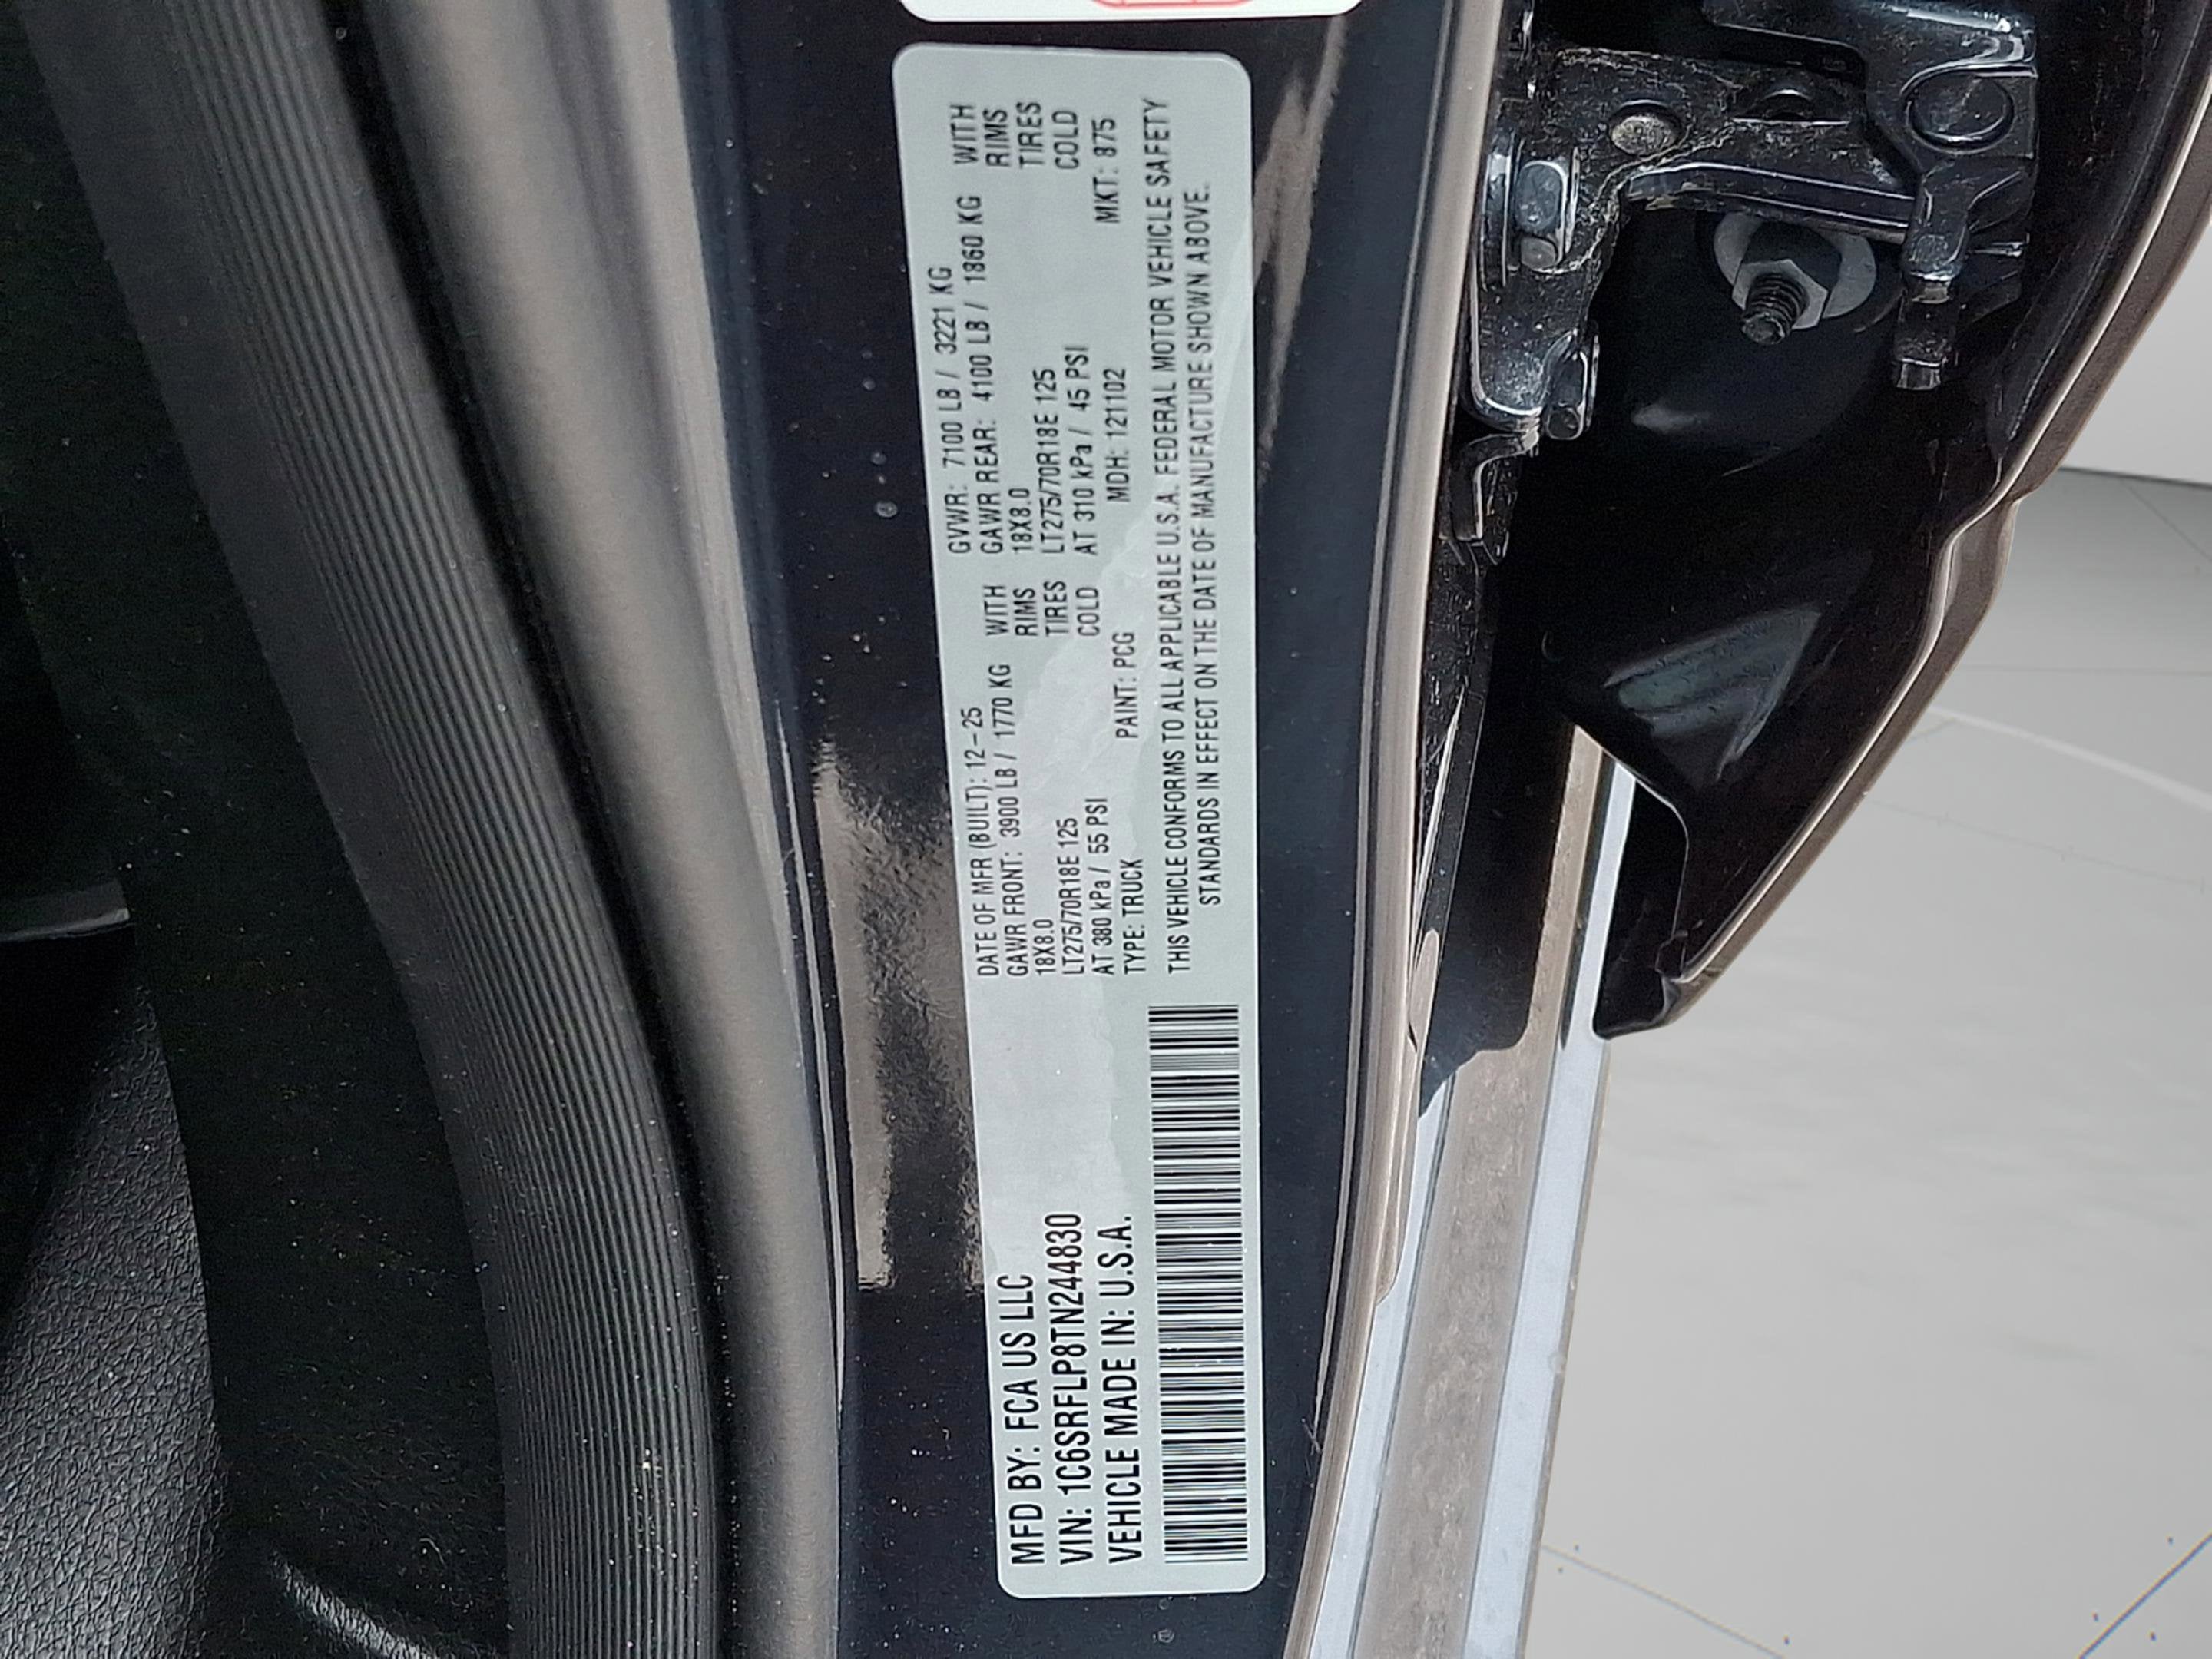 MFD BY: FCA US LLC
VIN: 1C6SRFLP8TN244830
VEHICLE MADE IN: U.S.A.
DATE OF MFR (BUILT): 12-25
GAWR FRONT: 3900 LB / 1770 KG WITH
18X8.0 RIMS
LT275/70R18E 125 TIRES
AT 380 kPa / 55 PSI COLD
TYPE: TRUCK PAINT: PCG
GVWR: 7100 LB / 3221 KG
GAWR REAR: 4100 LB / 1860 KG WITH
18X8.0 RIMS
LT275/70R18E 125 TIRES
AT 310 kPa / 45 PSI COLD
MDH: 121102 MKT: 875
THIS VEHICLE CONFORMS TO ALL APPLICABLE U.S.A. FEDERAL MOTOR VEHICLE SAFETY
STANDARDS IN EFFECT ON THE DATE OF MANUFACTURE SHOWN ABOVE.